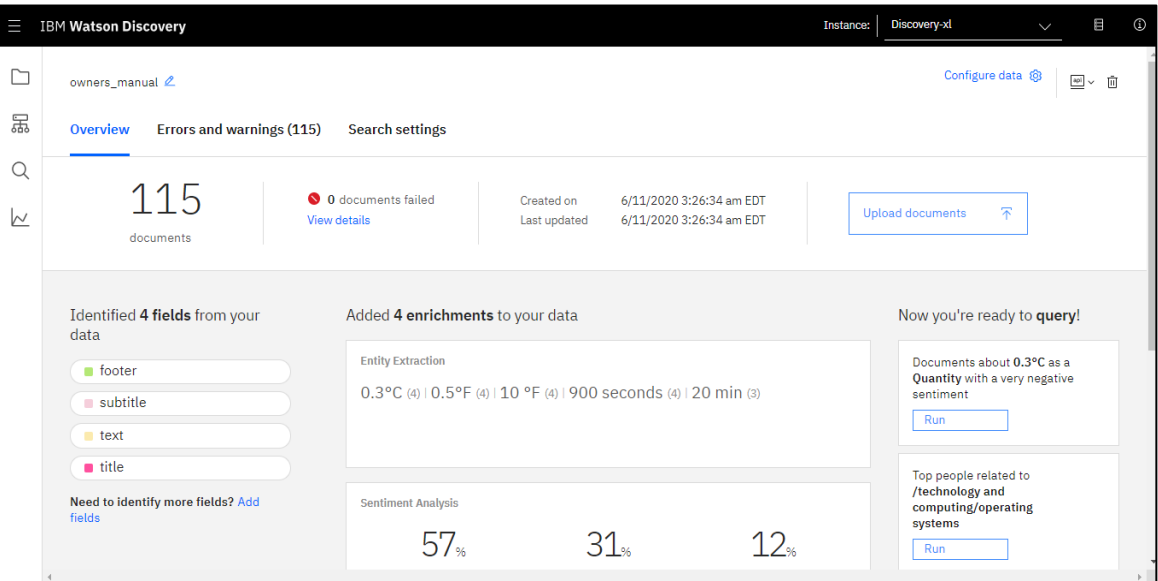 IBM Watson Discovery
Instance:
Discovery-xl
owners_manual
Configure data
api
Overview
Errors and warnings (115)
Search settings
115
documents
0 documents failed
View details
Created on 6/11/2020 3:26:34 am EDT
Last updated 6/11/2020 3:26:34 am EDT
Upload documents
Identified 4 fields from your
data
footer
subtitle
text
title
Need to identify more fields? Add
fields
Added 4 enrichments to your data
Entity Extraction
0.3°C (4) | 0.5°F (4) | 10 °F (4) | 900 seconds (4) | 20 min (3)
Sentiment Analysis
57% 31% 12%
Now you're ready to query!
Documents about 0.3°C as a
Quantity with a very negative
sentiment
Run
Top people related to
/technology and
computing/operating
systems
Run